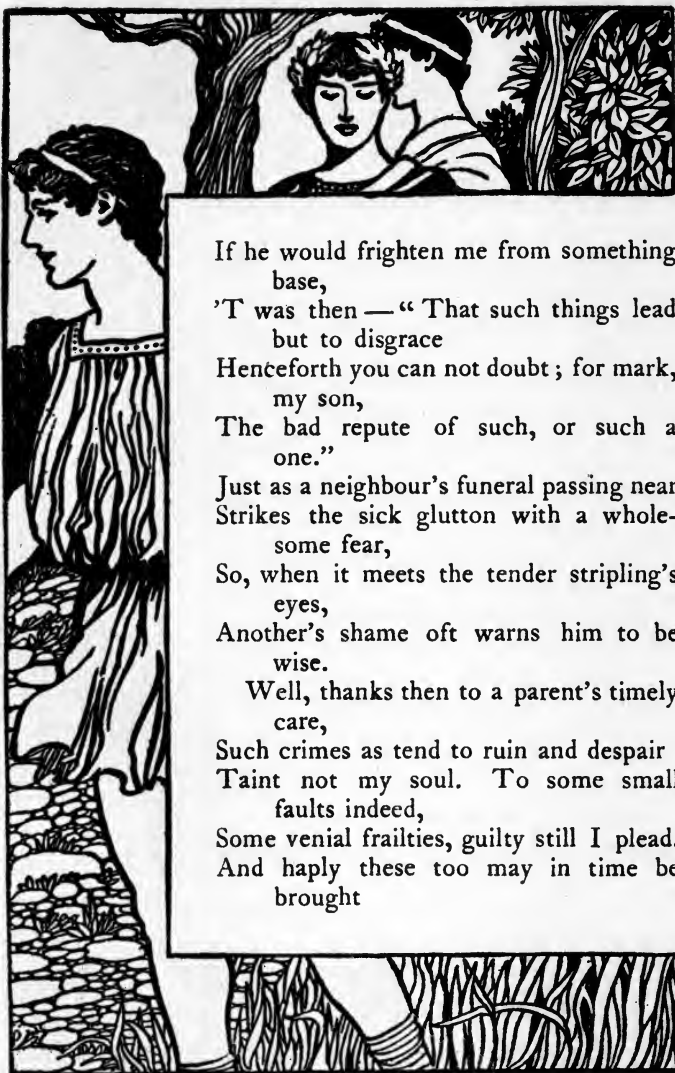 If he would frighten me from something
base,
'T was then — “ That such things lead
but to disgrace
Henceforth you can not doubt ; for mark,
my son,
The bad repute of such, or such a
one.”
Just as a neighbour's funeral passing near
Strikes the sick glutton with a whole-
some fear,
So, when it meets the tender stripling's
eyes,
Another's shame oft warns him to be
wise.
Well, thanks then to a parent's timely
care,
Such crimes as tend to ruin and despair
Taint not my soul. To some small
faults indeed,
Some venial frailties, guilty still I plead.
And haply these too may in time be
brought